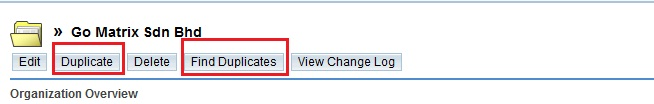 » Go Matrix Sdn Bhd
Edit Duplicate Delete Find Duplicates View Change Log
Organization Overview